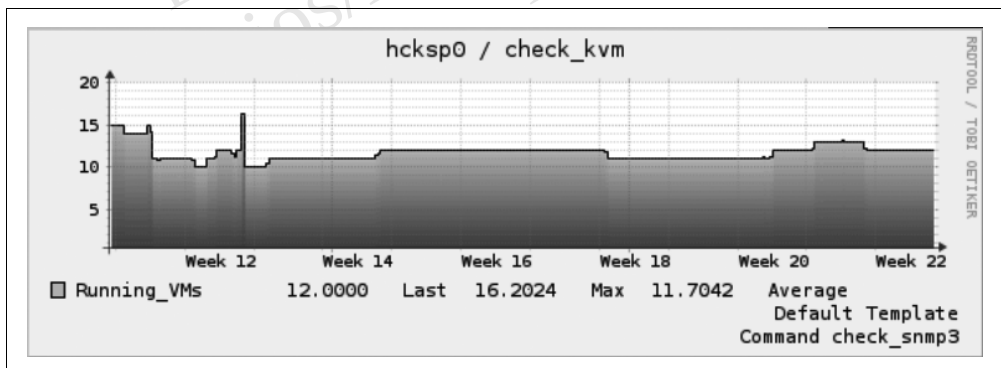 hcksp0 / check_kvm
RRDTOOL / TOBI OETIKER
20
15
10
5
Week 12 Week 14 Week 16 Week 18 Week 20 Week 22
Running_VMs 12.0000 Last 16.2024 Max 11.7042 Average
Default Template
Command check_snmp3